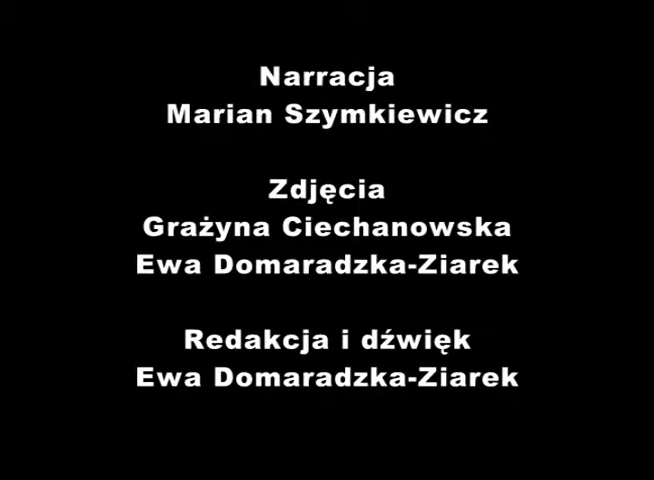 Narracja
Marian Szymkiewicz
Zdjęcia
Grażyna Ciechanowska
Ewa Domaradzka-Ziarek
Redakcja i dźwięk
Ewa Domaradzka-Ziarek